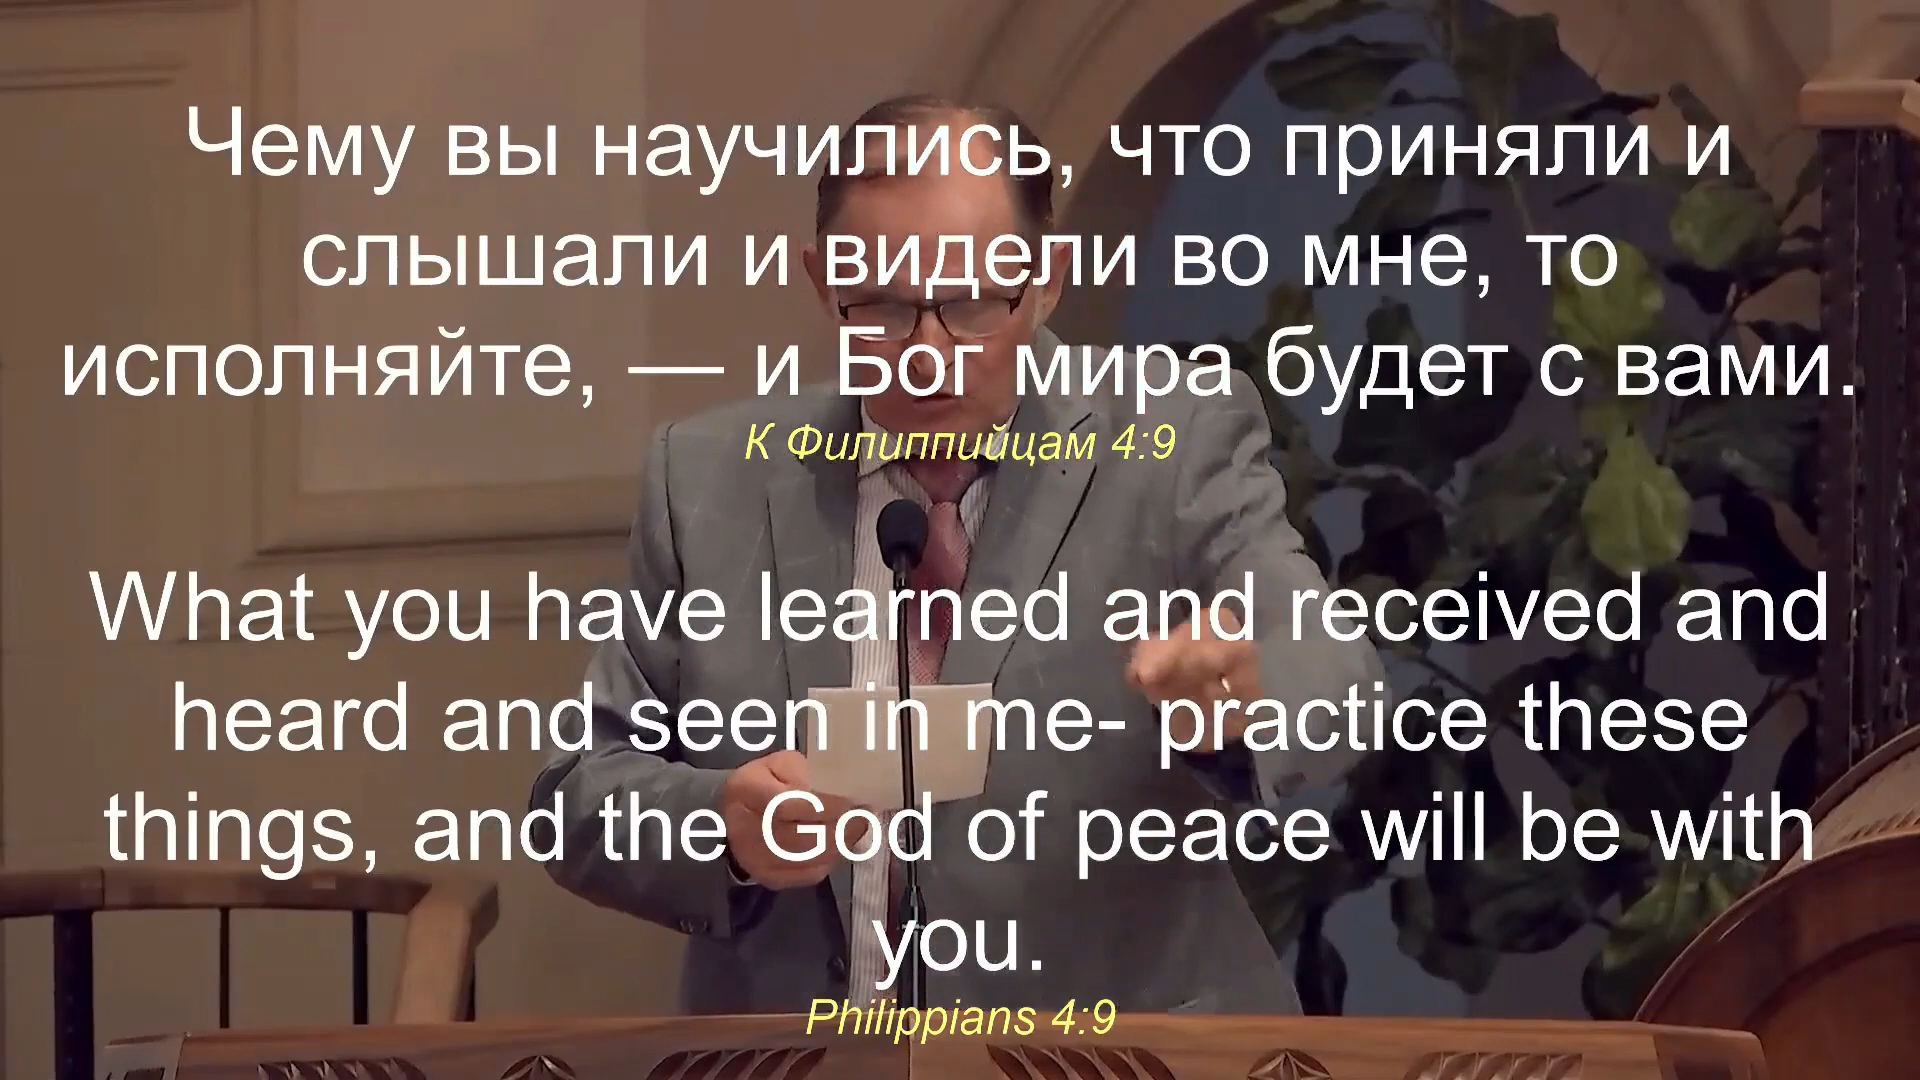 Чему вы научились, что приняли и
слышали и видели во мне, то
исполняйте, — и Бог мира будет с вами.
К Филиппийцам 4:9
What you have learned and received and
heard and seen in me- practice these
things, and the God of peace will be with
you.
Philippians 4:9